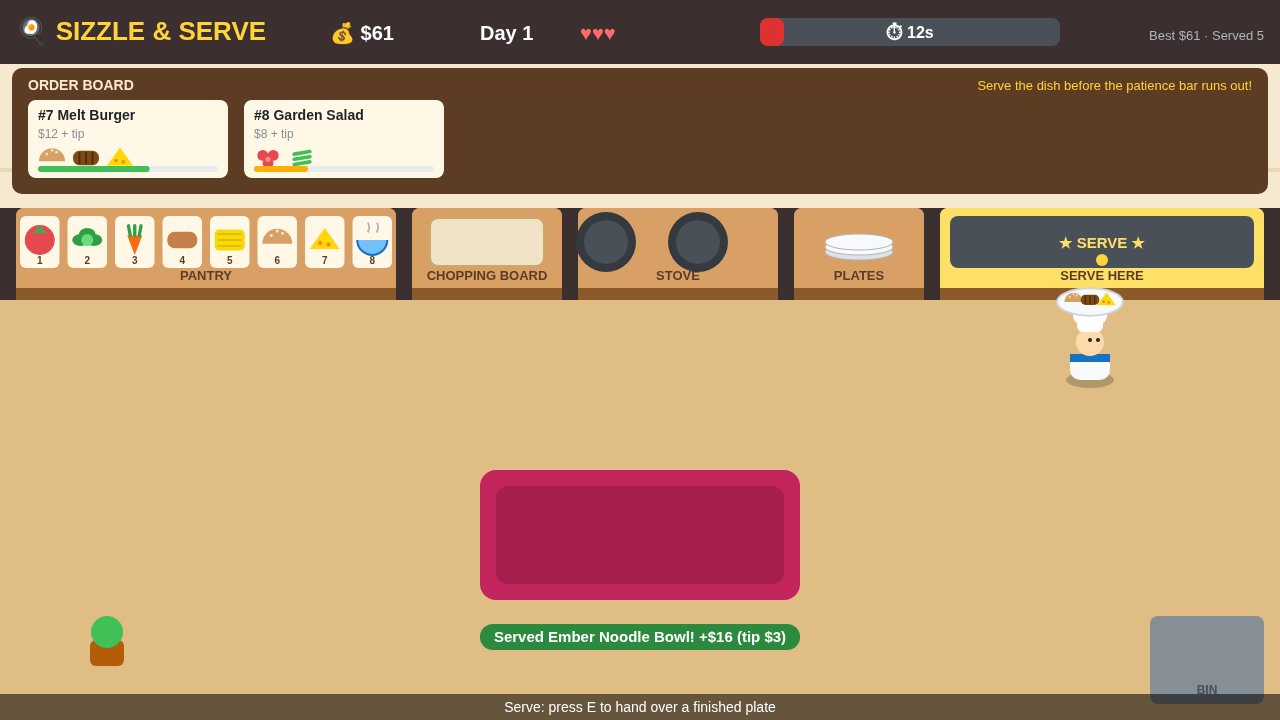 SIZZLE & SERVE
$61
Day 1
12s
Best $61 · Served 5
ORDER BOARD
Serve the dish before the patience bar runs out!
#7 Melt Burger
$12 + tip
#8 Garden Salad
$8 + tip
1 2 3 4 5 6 7 8
PANTRY
CHOPPING BOARD
STOVE
PLATES
★ SERVE ★
SERVE HERE
Served Ember Noodle Bowl! +$16 (tip $3)
BIN
Serve: press E to hand over a finished plate